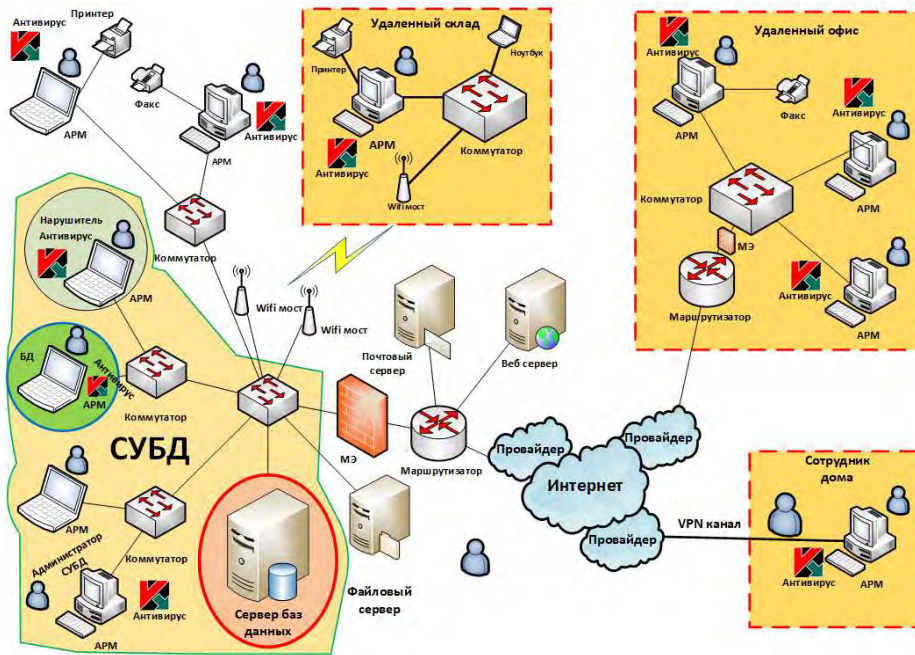 Антивирус
Принтер
Факс
АРМ
Антивирус
АРМ
Коммутатор
Удаленный склад
Ноутбук
Принтер
АРМ
Антивирус
Коммутатор
Wifi мост
Удаленный офис
Антивирус
АРМ
Факс
Антивирус
АРМ
Коммутатор
МЭ
Маршрутизатор
Антивирус
АРМ
Нарушитель
Антивирус
АРМ
Wifi мост
Wifi мост
БД
Антивирус
АРМ
Коммутатор
СУБД
АРМ
Коммутатор
Администратор
СУБД
Антивирус
АРМ
Сервер баз
данных
Файловый
сервер
МЭ
Почтовый
сервер
Веб сервер
Маршрутизатор
Провайдер
Провайдер
Интернет
Провайдер
VPN канал
Сотрудник
дома
Антивирус
АРМ